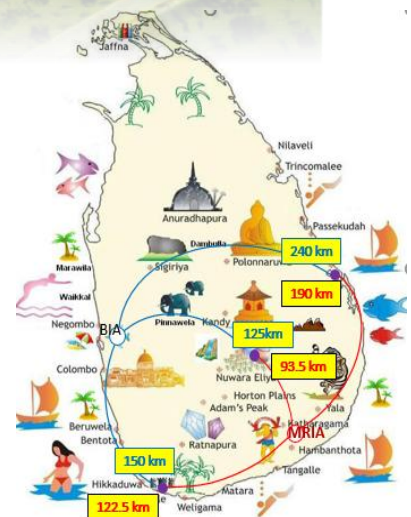 Jaffna
Nilaveli
Trincomalee
Anuradhapura
Passekudah
Dambulla
240 km
Marawila
Sigiriya
Polonnaruwa
190 km
Waikkal
Pinnawela
Kandy
Negombo
BIA
125km
93.5 km
Colombo
Nuwara Eliya
Horton Plains
Adam's Peak
Yala
Katharagama
Beruwela
MRIA
Bentota
Ratnapura
Hambanthota
150 km
Tangalle
Hikkaduwa
Matara
122.5 km
Weligama